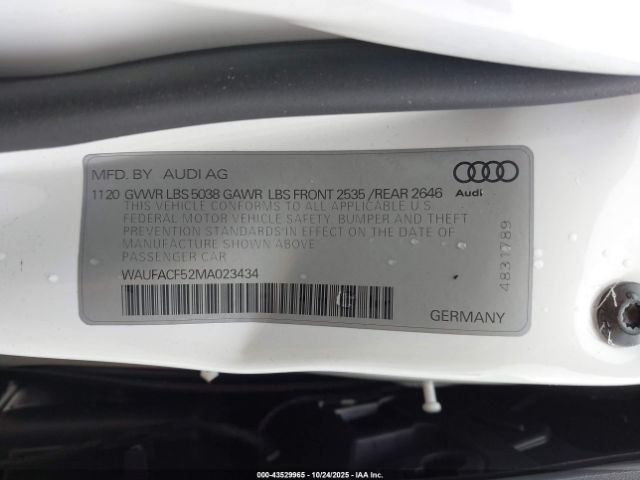 MFD. BY AUDI AG
1120 GVWR LBS 5038 GAWR LBS FRONT 2535 /REAR 2646
THIS VEHICLE CONFORMS TO ALL APPLICABLE U.S.
FEDERAL MOTOR VEHICLE SAFETY, BUMPER AND THEFT
PREVENTION STANDARDS IN EFFECT ON THE DATE
OF MANUFACTURE SHOWN ABOVE
PASSENGER CAR
WAUFACF52MA023434
Audi
4831789
GERMANY
000-43529965 - 10/24/2025 - IAA Inc.